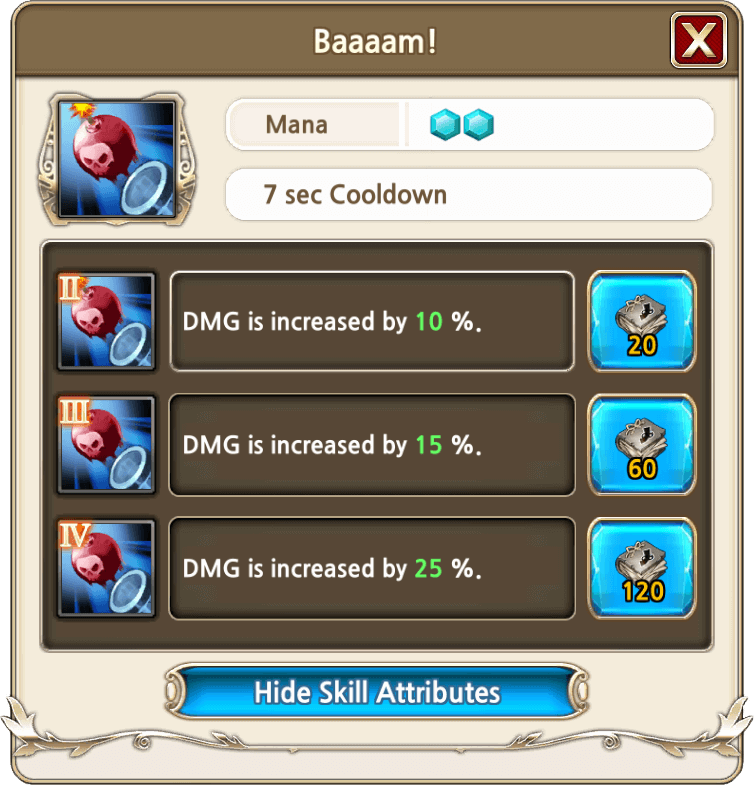 Baaaam!
X
Mana
7 sec Cooldown
II
DMG is increased by 10 %.
20
III
DMG is increased by 15 %.
60
IV
DMG is increased by 25 %.
120
Hide Skill Attributes